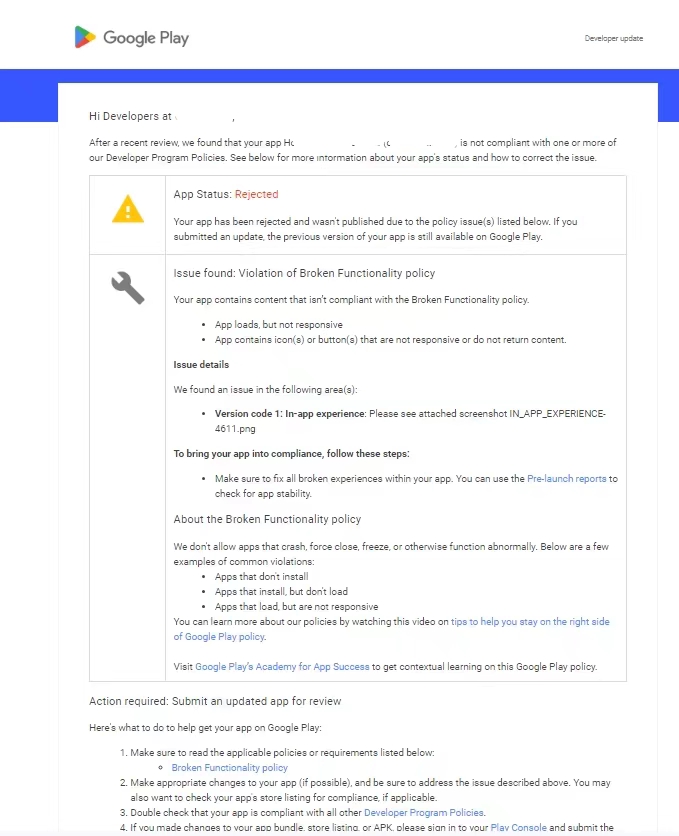 Google Play
Developer update
Hi Developers at ,
After a recent review, we found that your app is not compliant with one or more of
our Developer Program Policies. See below for more information about your app's status and how to correct the issue.
App Status: Rejected
Your app has been rejected and wasn't published due to the policy issue(s) listed below. If you
submitted an update, the previous version of your app is still available on Google Play.
Issue found: Violation of Broken Functionality policy
Your app contains content that isn't compliant with the Broken Functionality policy.
• App loads, but not responsive
• App contains icon(s) or button(s) that are not responsive or do not return content.
Issue details
We found an issue in the following area(s):
• Version code 1: In-app experience: Please see attached screenshot IN_APP_EXPERIENCE-
4611.png
To bring your app into compliance, follow these steps:
• Make sure to fix all broken experiences within your app. You can use the Pre-launch reports to
check for app stability.
About the Broken Functionality policy
We don't allow apps that crash, force close, freeze, or otherwise function abnormally. Below are a few
examples of common violations:
• Apps that don't install
• Apps that install, but don't load
• Apps that load, but are not responsive
You can learn more about our policies by watching this video on tips to help you stay on the right side
of Google Play policy.
Visit Google Play's Academy for App Success to get contextual learning on this Google Play policy.
Action required: Submit an updated app for review
Here's what to do to help get your app on Google Play:
1. Make sure to read the applicable policies or requirements listed below:
◦ Broken Functionality policy
2. Make appropriate changes to your app (if possible), and be sure to address the issue described above. You may
also want to check your app's store listing for compliance, if applicable.
3. Double check that your app is compliant with all other Developer Program Policies.
4. If you made changes to your app bundle, store listing, or APK, please sign in to your Play Console and submit the